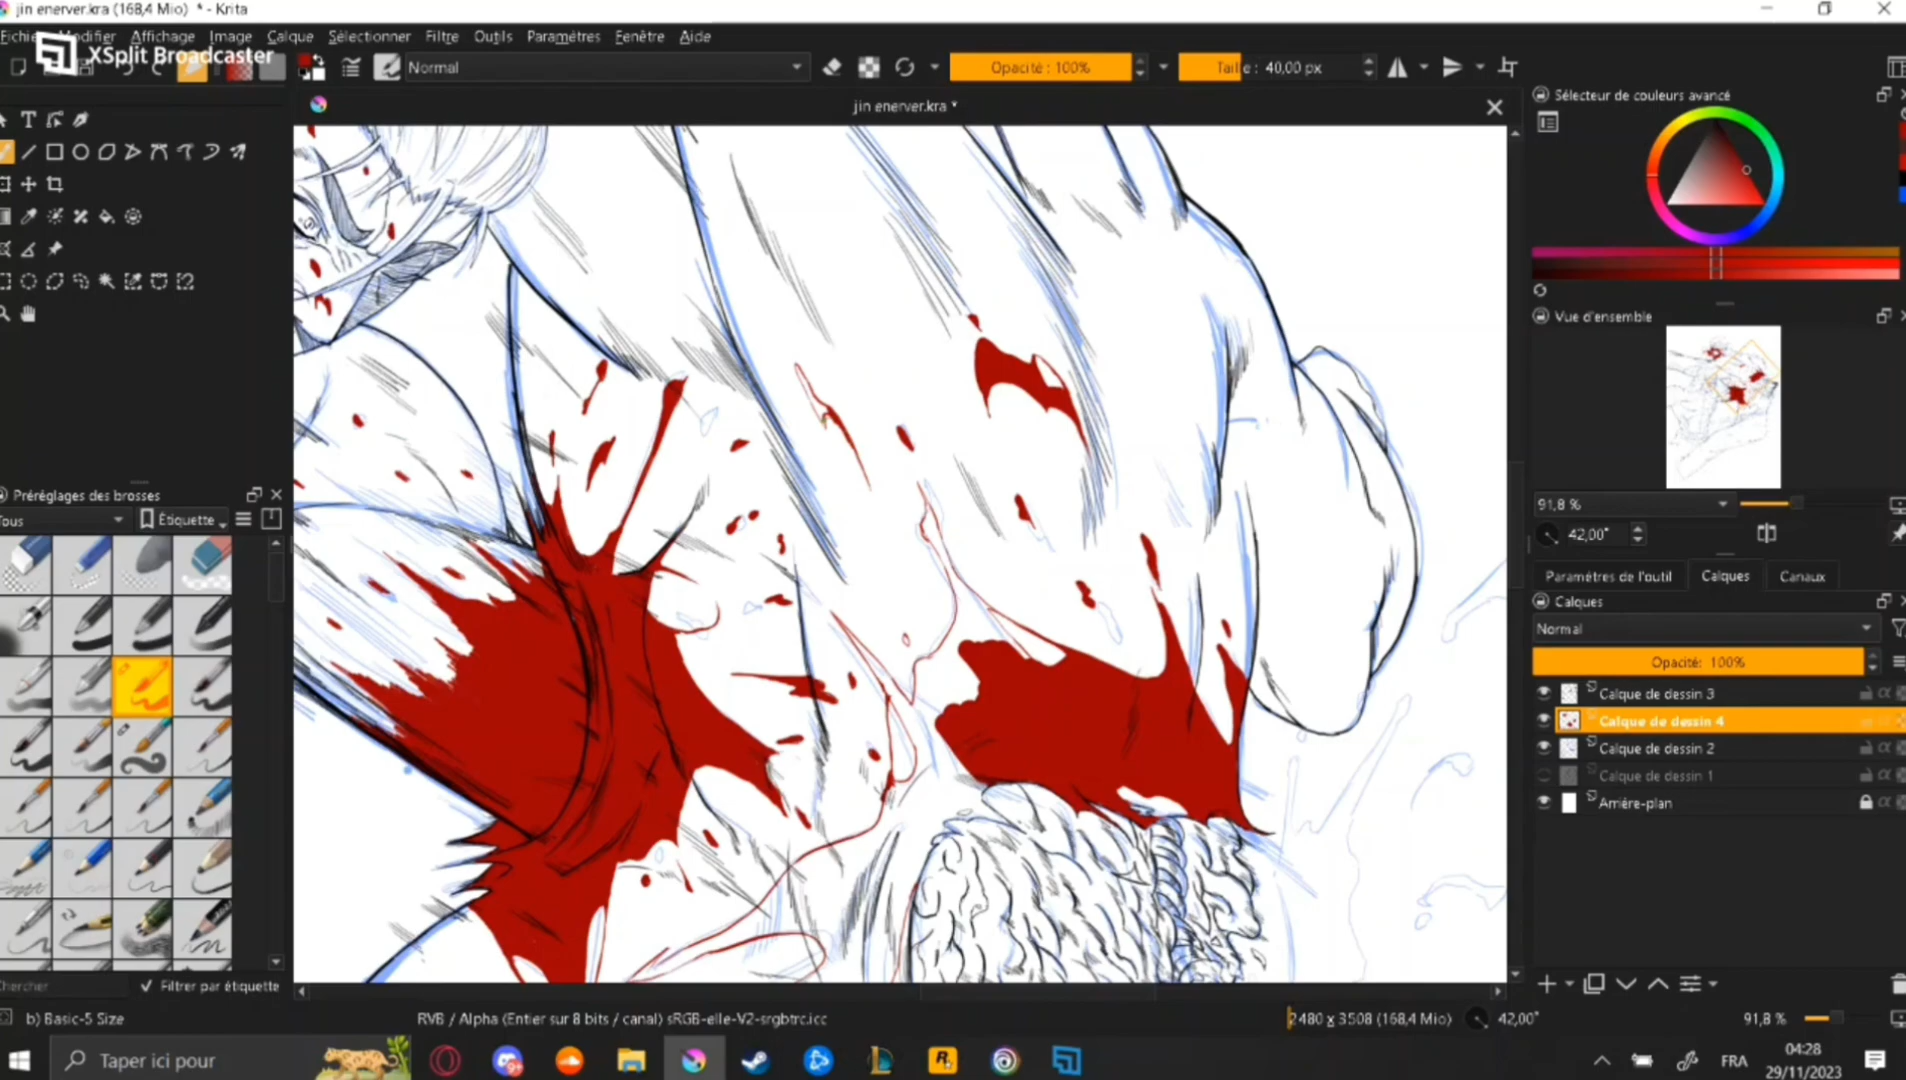 jin enerver.kra (168,4 Mio) * - Krita
Affichage Image Calque Sélectionner Filtre Outils Paramètres Fenêtre Aide
XSplit Broadcaster
Normal
Opacité : 100%
Taille : 40,00 px
jin enerver.kra *
Sélecteur de couleurs avancé
Vue d'ensemble
91,8 %
42,00°
Préréglages des brosses
Tous
Étiquette
Paramètres de l'outil
Calques
Canaux
Calques
Normal
Opacité: 100%
Calque de dessin 3
Calque de dessin 4
Calque de dessin 2
Calque de dessin 1
Arrière-plan
Chercher
Filtrer par étiquette
b) Basic-5 Size
RVB / Alpha (Entier sur 8 bits / canal) sRGB-elle-V2-srgbtrc.icc
2480 x 3508 (168,4 Mio)
42,00°
91,8 %
Taper ici pour
9+
R★
FRA
04:28
29/11/2023